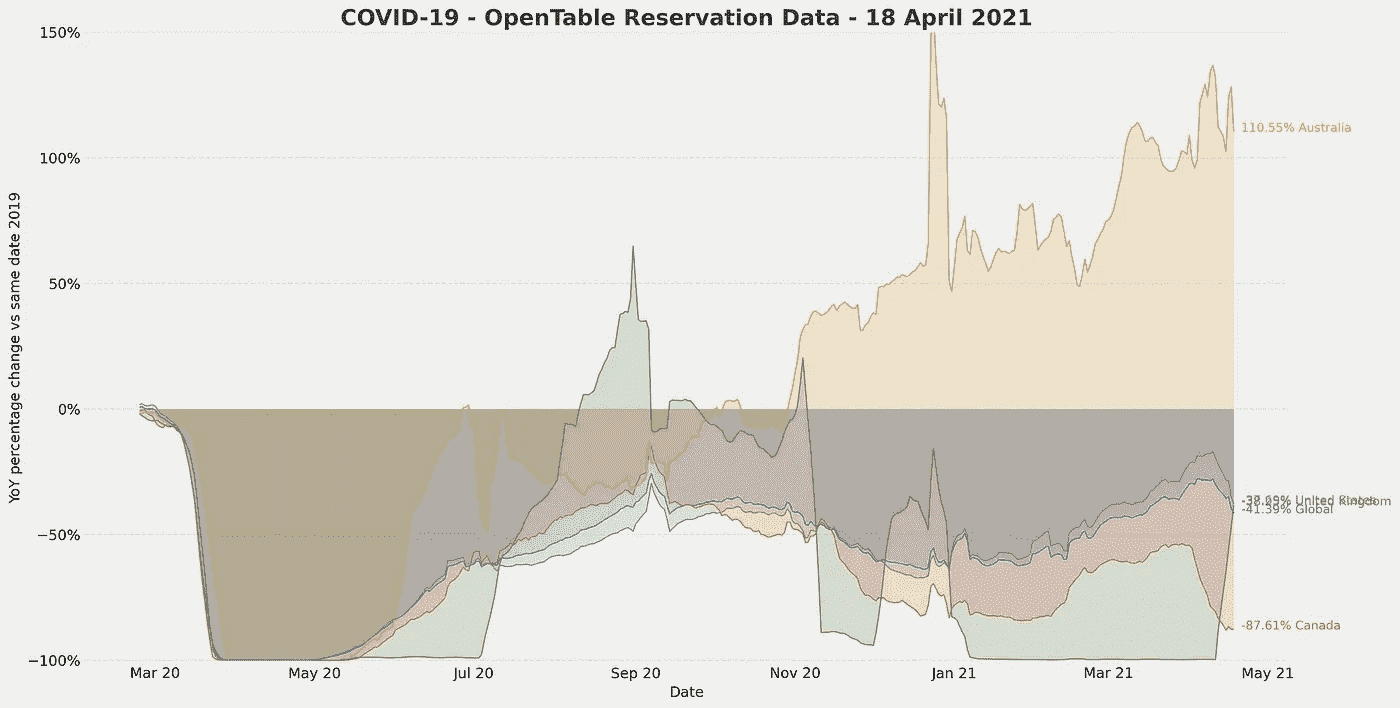 COVID-19 - OpenTable Reservation Data - 18 April 2021
150%
100%
50%
0%
−50%
−100%
YoY percentage change vs same date 2019
110.55% Australia
United
Kingdom
-41.39% Global
-87.61% Canada
Mar 20
May 20
Jul 20
Sep 20
Nov 20
Jan 21
Mar 21
May 21
Date